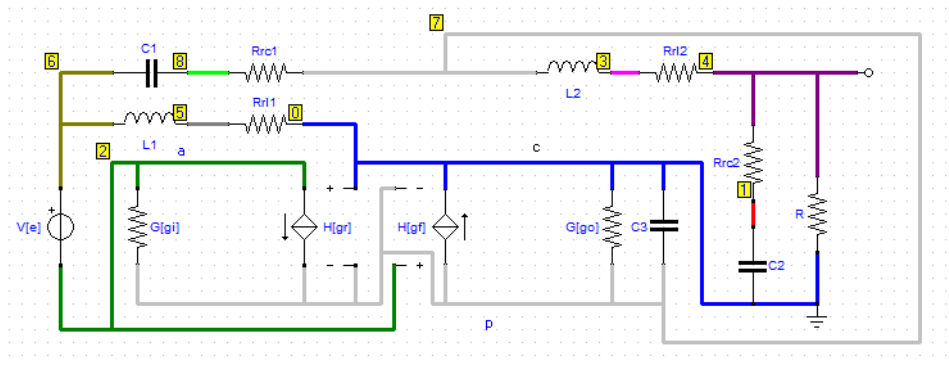 7
6 C1 8 Rrc1 3 Rrl2 4
L2
5 Rrl1 0
L1
2 a c
Rrc2
+ - - +
1
V[e] G[gi] H[gr] H[gf] G[go] C3 R
- +
C2
p